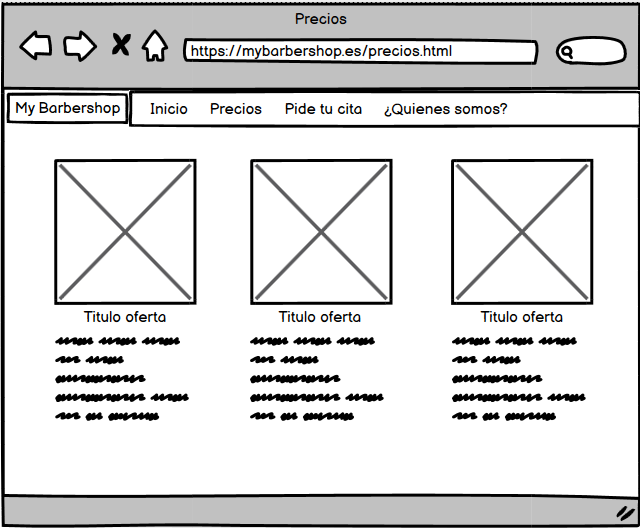 Precios
https://mybarbershop.es/precios.html
My Barbershop Inicio Precios Pide tu cita ¿Quienes somos?
Titulo oferta Titulo oferta Titulo oferta